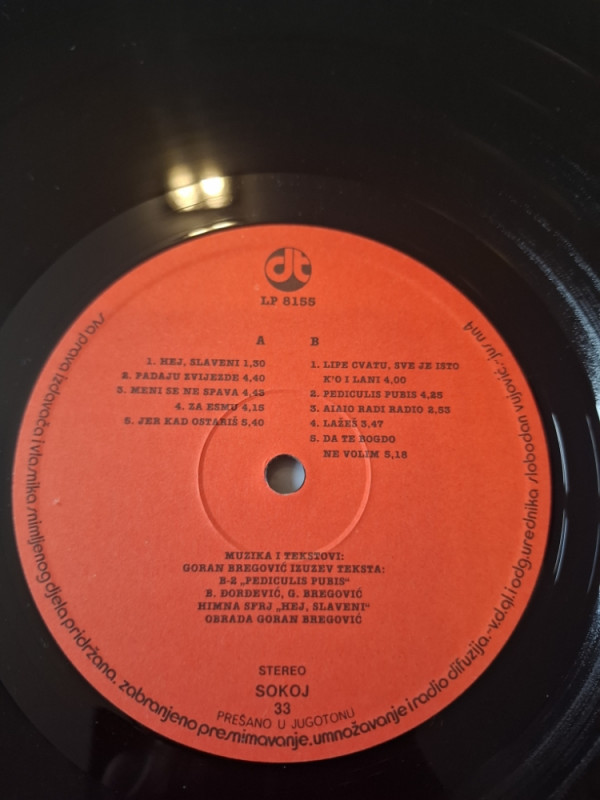 dt
LP 8155
A
1. HEJ, SLAVENI 1,30
2. PADAJU ZVIJEZDE 4,40
3. MENI SE NE SPAVA 4,45
4. ZA ESMU 4,15
5. JER KAD OSTARIŠ 5,40
B
1. LIPE CVATU, SVE JE ISTO
K'O I LANI 4,00
2. PEDICULIS PUBIS 4,25
3. AIAIO RADI RADIO 2,53
4. LAŽEŠ 3,47
5. DA TE BOGDO
NE VOLIM 5,18
MUZIKA I TEKSTOVI:
GORAN BREGOVIĆ IZUZEV TEKSTA:
B-2 „PEDICULIS PUBIS“
B. ĐORĐEVIĆ, G. BREGOVIĆ
HIMNA SFRJ „HEJ, SLAVENI“
OBRADA GORAN BREGOVIĆ
STEREO
SOKOJ
33
PREŠANO U JUGOTONU
sva prava izdavača i vlasnika snimljenog djela pridržana. zabranjeno presnimavanje. umnožavanje i radio difuzija.-v.d.gl. i odg. urednika slobodan vujović.